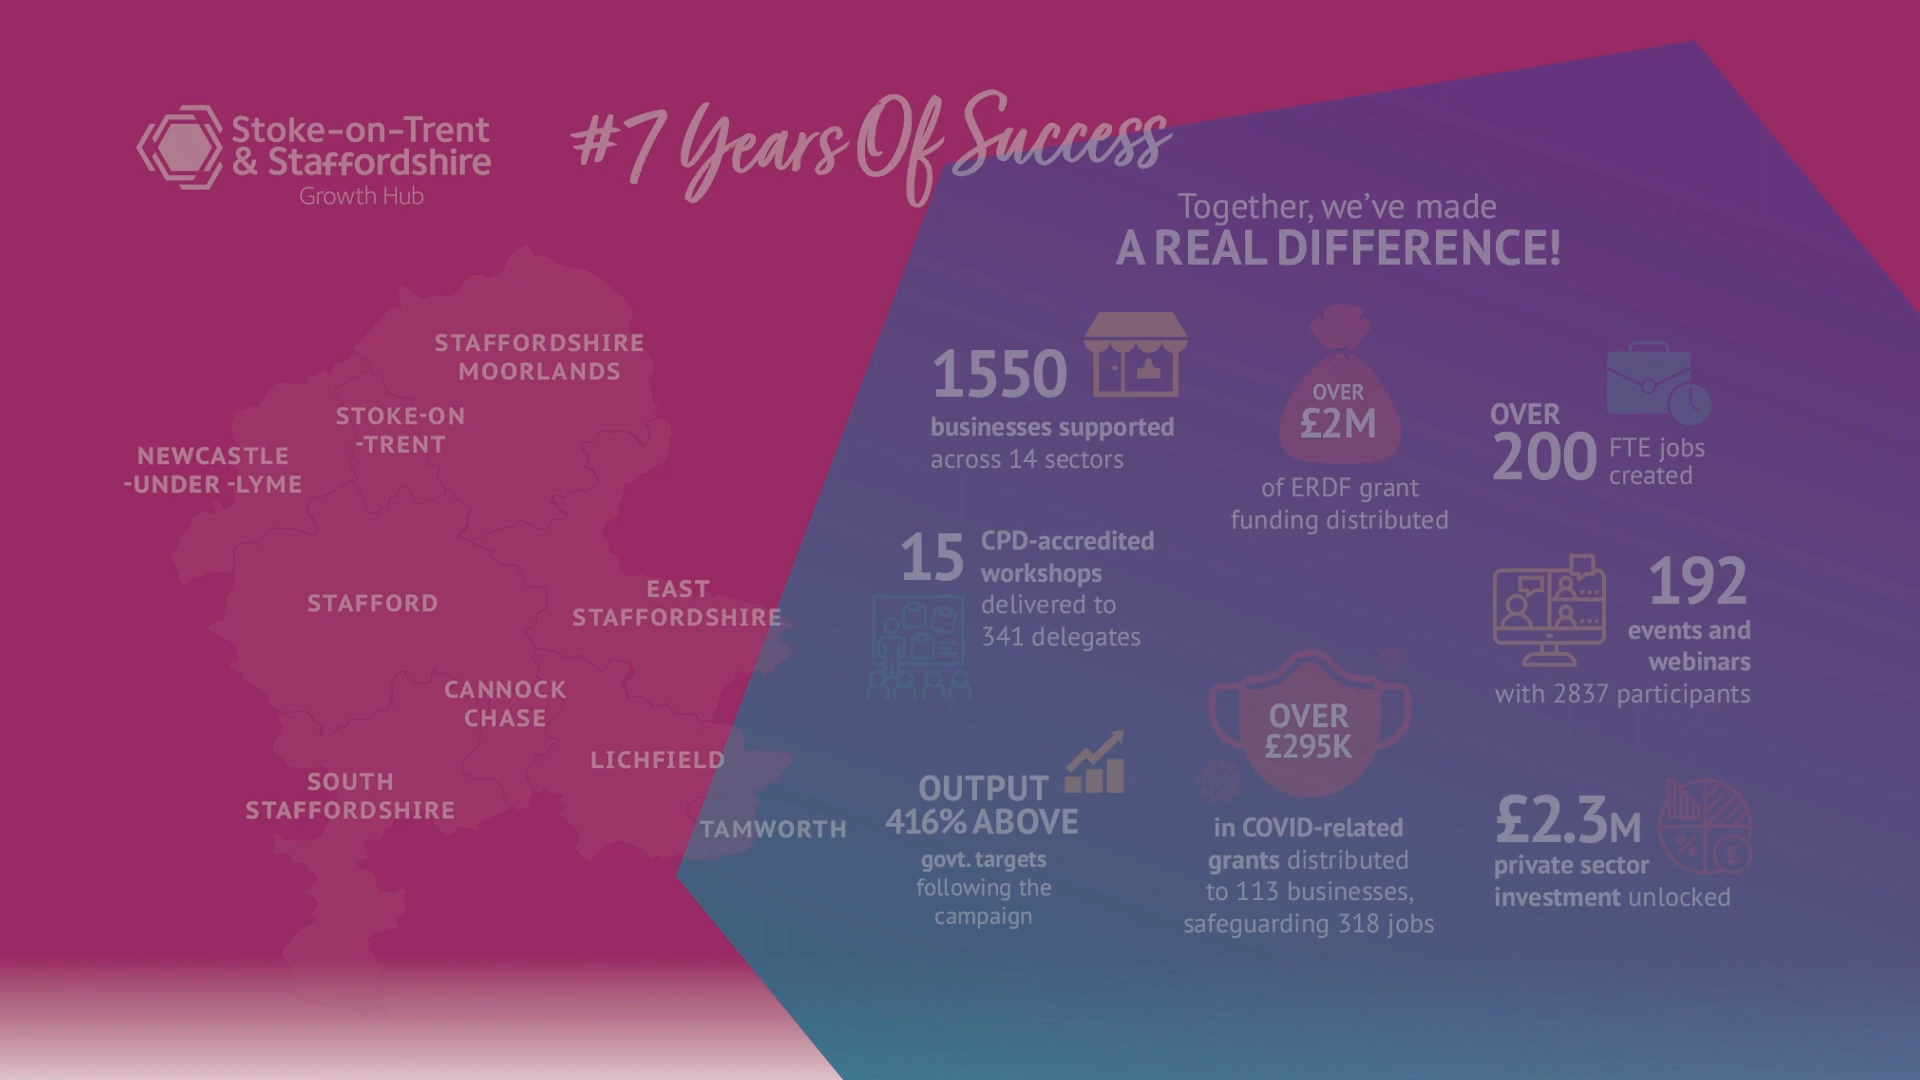 Stoke-on-Trent
& Staffordshire
Growth Hub
#7 Years Of Success
Together, we've made
A REAL DIFFERENCE!
STAFFORDSHIRE
MOORLANDS
STOKE-ON
-TRENT
NEWCASTLE
-UNDER -LYME
STAFFORD
EAST
STAFFORDSHIRE
CANNOCK
CHASE
LICHFIELD
SOUTH
STAFFORDSHIRE
TAMWORTH
1550
businesses supported
across 14 sectors
OVER
£2M
of ERDF grant
funding distributed
OVER
200 FTE jobs
created
15 CPD-accredited
workshops
delivered to
341 delegates
192
events and
webinars
with 2837 participants
OUTPUT
416% ABOVE
govt. targets
following the
campaign
OVER
£295K
in COVID-related
grants distributed
to 113 businesses,
safeguarding 318 jobs
£2.3M
private sector
investment unlocked